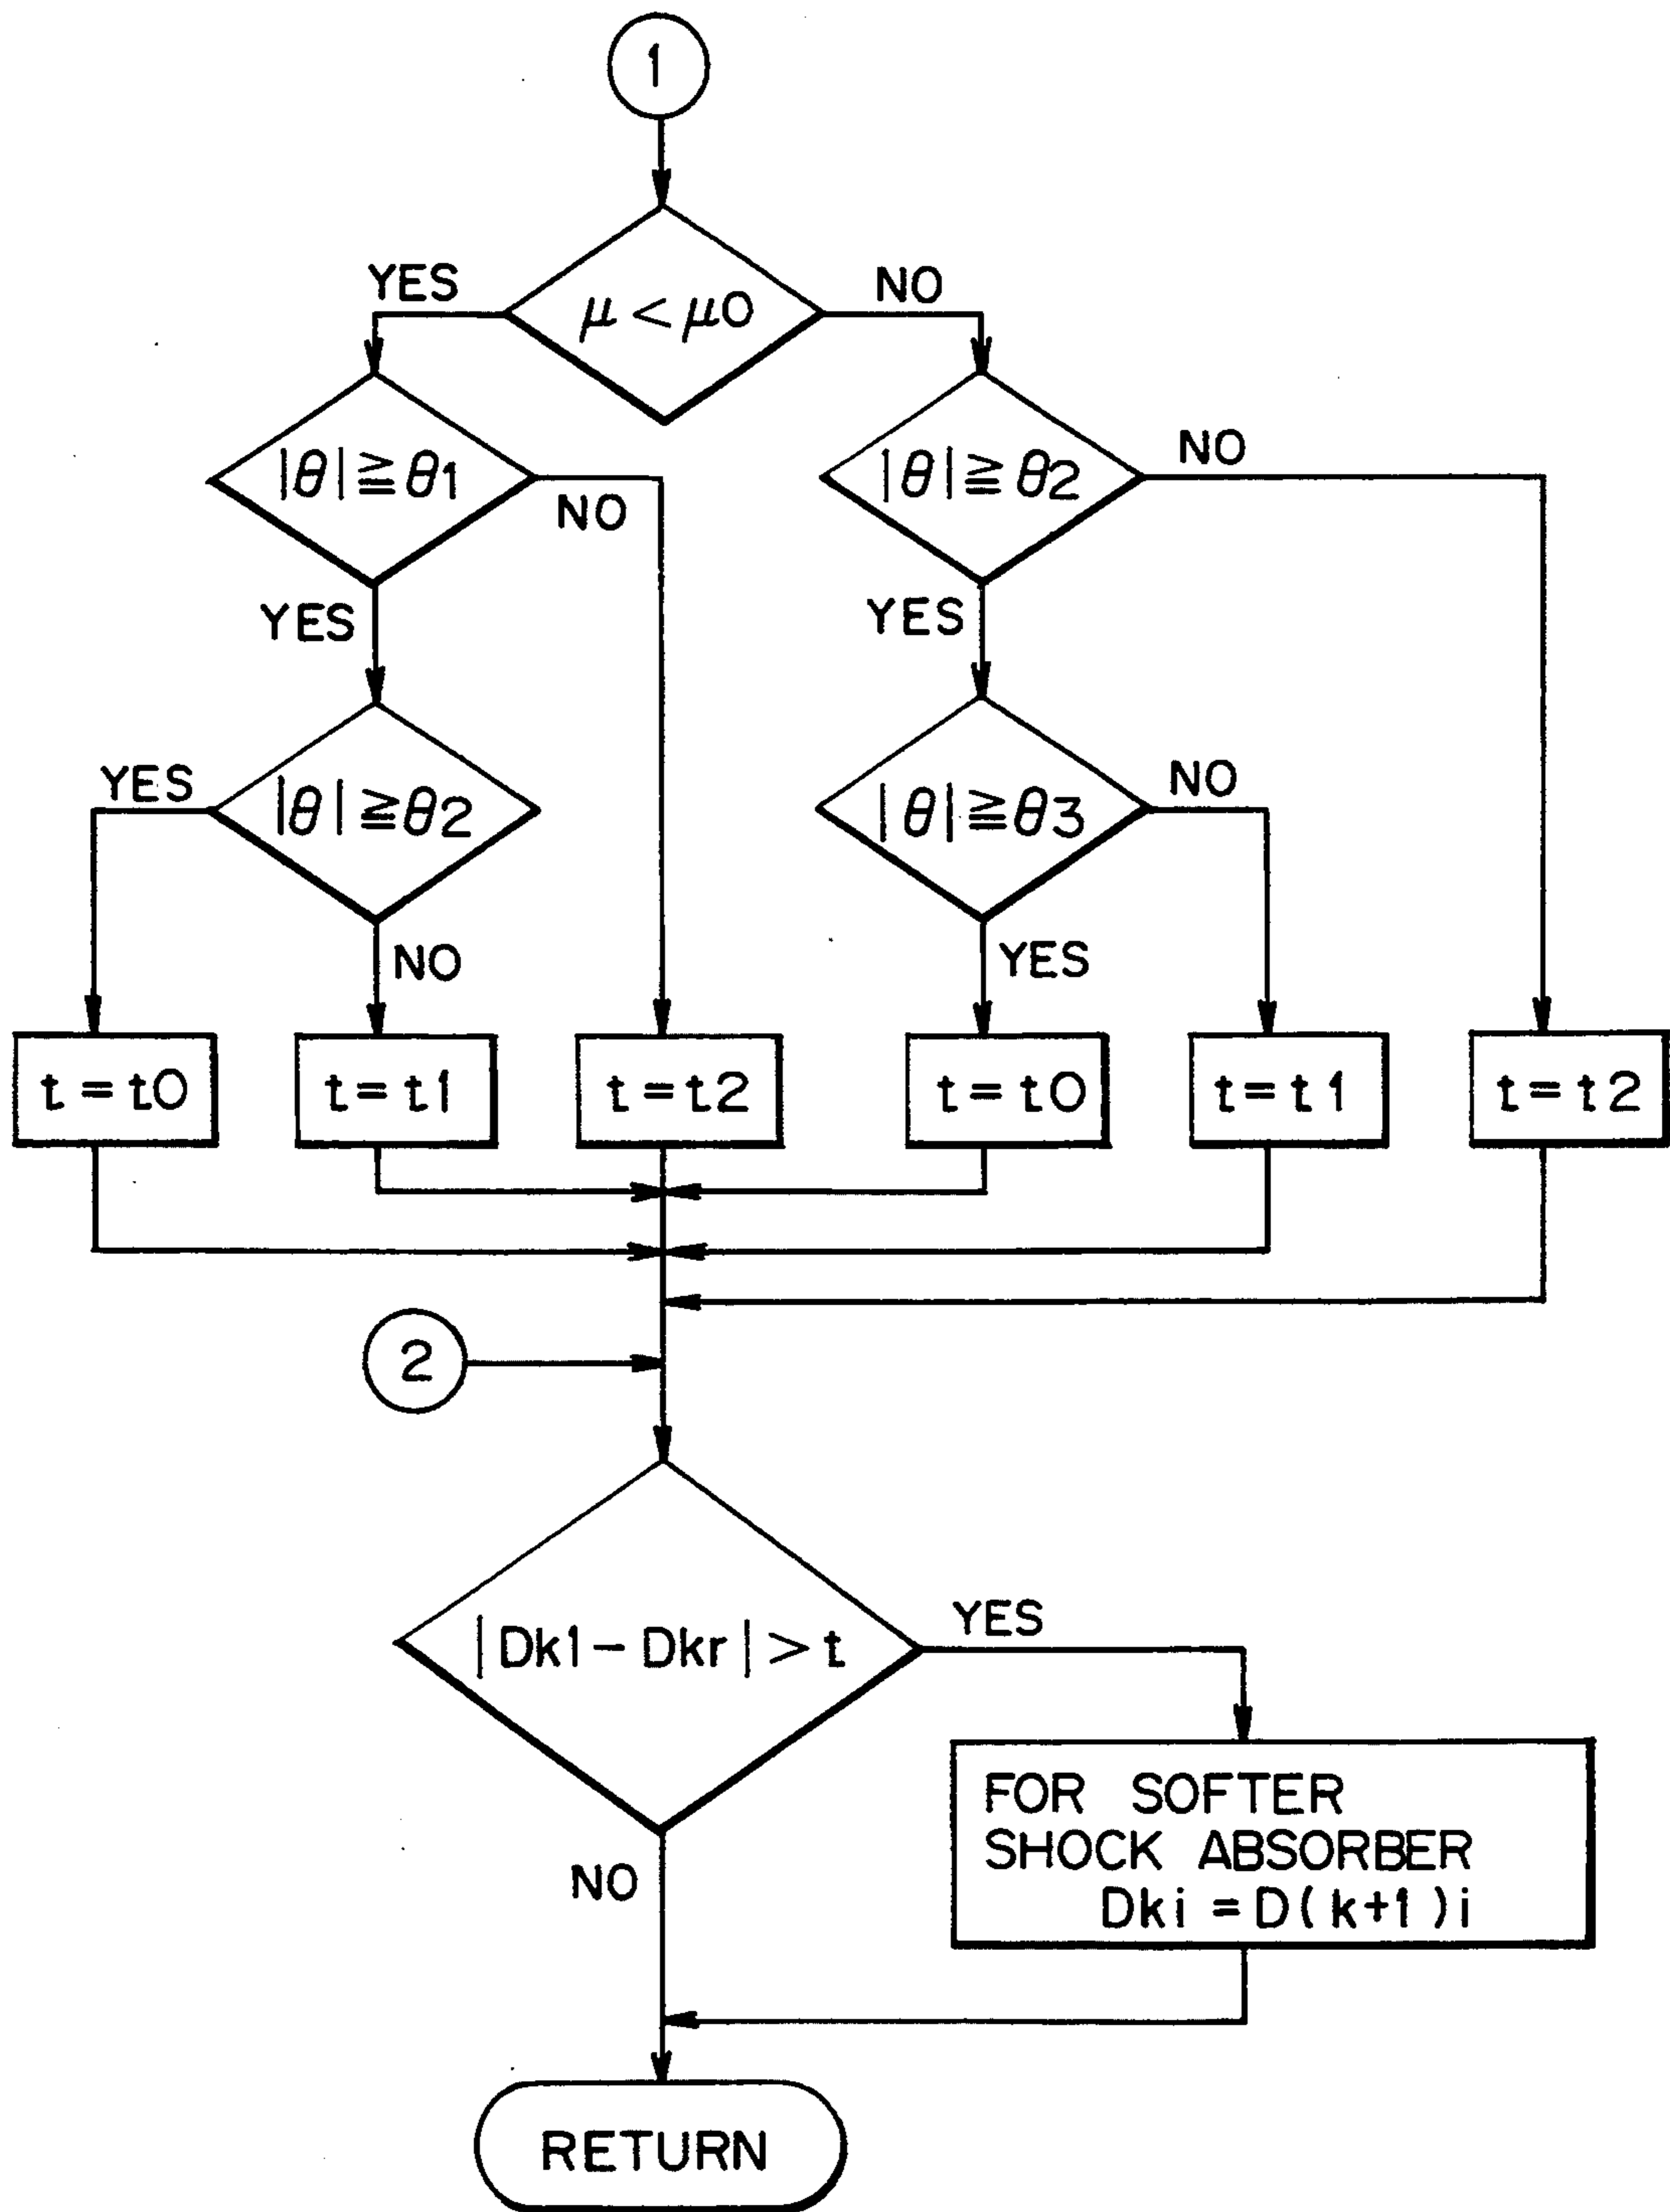 1
μ < μ0
YES
NO
|θ| ≧ θ1
NO
YES
|θ| ≧ θ2
NO
YES
|θ| ≧ θ2
YES
NO
|θ| ≧ θ3
NO
YES
t = t0
t = t1
t = t2
t = t0
t = t1
t = t2
2
|Dk1 - Dkr| > t
YES
NO
FOR SOFTER
SHOCK ABSORBER
Dki = D(k+1)i
RETURN